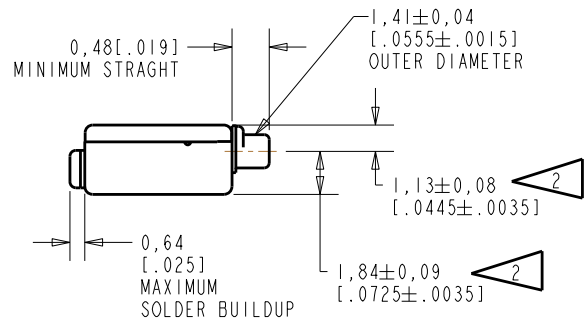 0,48[.019]
MINIMUM STRAGHT
1,41±0,04
[.0555±.0015]
OUTER DIAMETER
1,13±0,08
[.0445±.0035]
2
0,64
[.025]
MAXIMUM
SOLDER BUILDUP
1,84±0,09
[.0725±.0035]
2